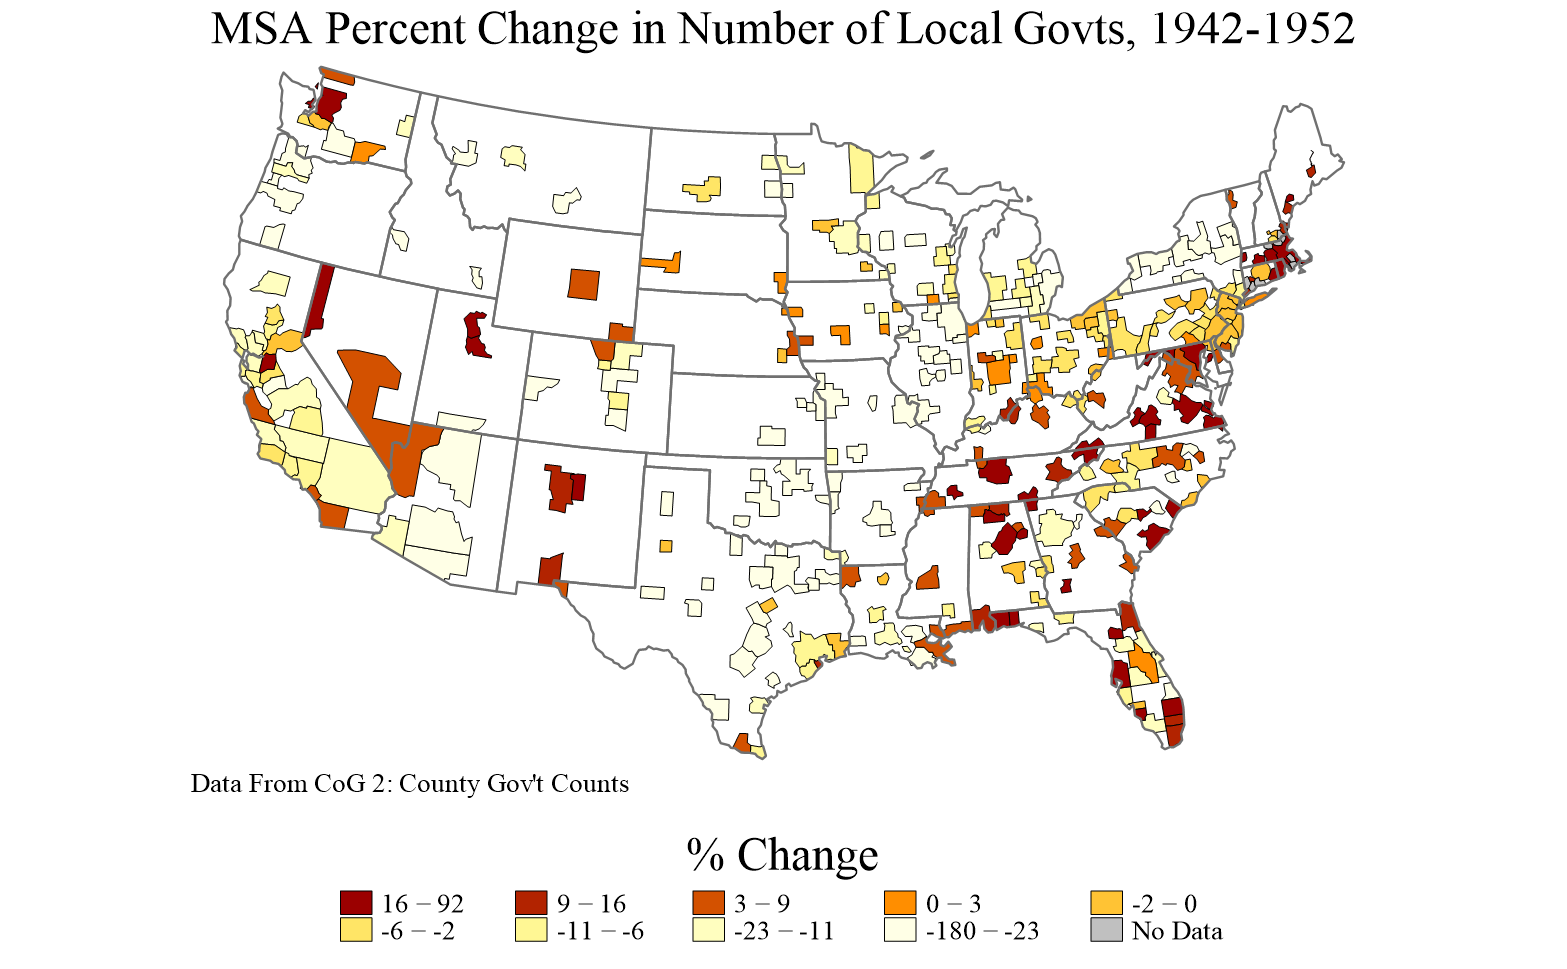 MSA Percent Change in Number of Local Govts, 1942-1952
Data From CoG 2: County Gov't Counts
% Change
16 − 92
9 − 16
3 − 9
0 − 3
-2 − 0
-6 − -2
-11 − -6
-23 − -11
-180 − -23
No Data